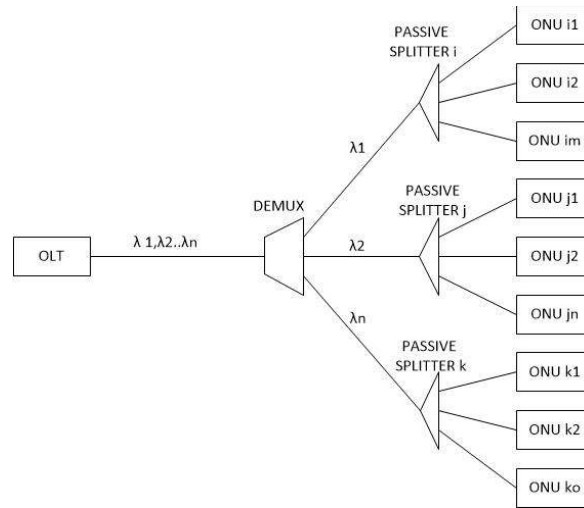 PASSIVE
SPLITTER i
ONU i1
ONU i2
ONU im
λ1
DEMUX
PASSIVE
SPLITTER j
ONU j1
ONU j2
ONU jn
OLT
λ 1,λ2..λn
λ2
λn
PASSIVE
SPLITTER k
ONU k1
ONU k2
ONU ko